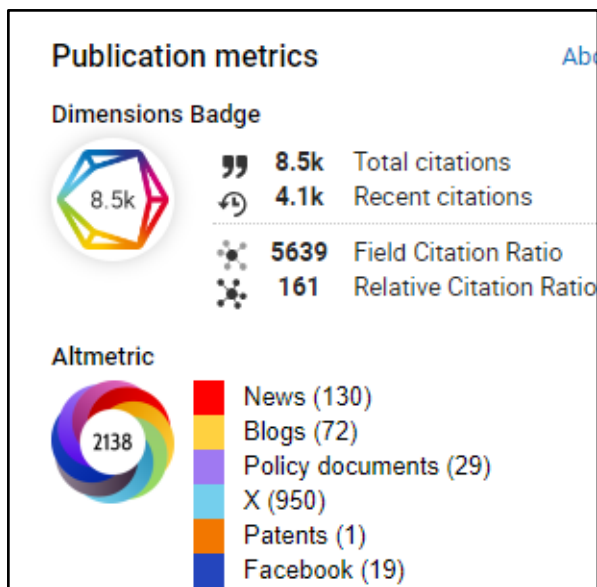 Publication metrics
Abo
Dimensions Badge
8.5k
8.5k Total citations
4.1k Recent citations
5639 Field Citation Ratio
161 Relative Citation Ratio
Altmetric
2138
News (130)
Blogs (72)
Policy documents (29)
X (950)
Patents (1)
Facebook (19)